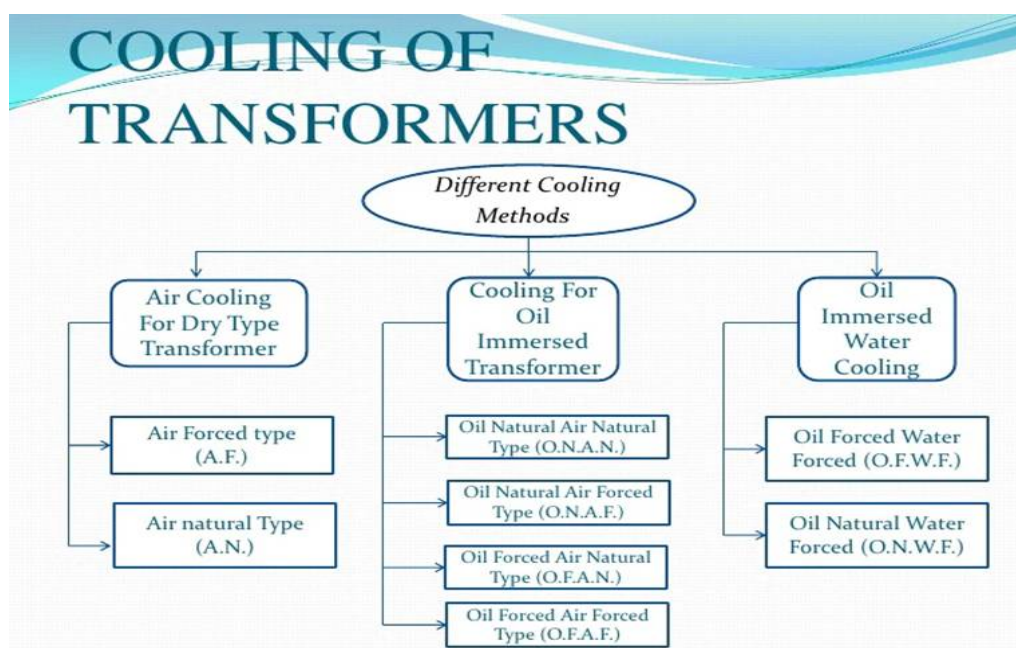 COOLING OF
TRANSFORMERS
Different Cooling
Methods
Air Cooling
For Dry Type
Transformer
Cooling For
Oil
Immersed
Transformer
Oil
Immersed
Water
Cooling
Air Forced type
(A.F.)
Air natural Type
(A.N.)
Oil Natural Air Natural
Type (O.N.A.N.)
Oil Natural Air Forced
Type (O.N.A.F.)
Oil Forced Air Natural
Type (O.F.A.N.)
Oil Forced Air Forced
Type (O.F.A.F.)
Oil Forced Water
Forced (O.F.W.F.)
Oil Natural Water
Forced (O.N.W.F.)